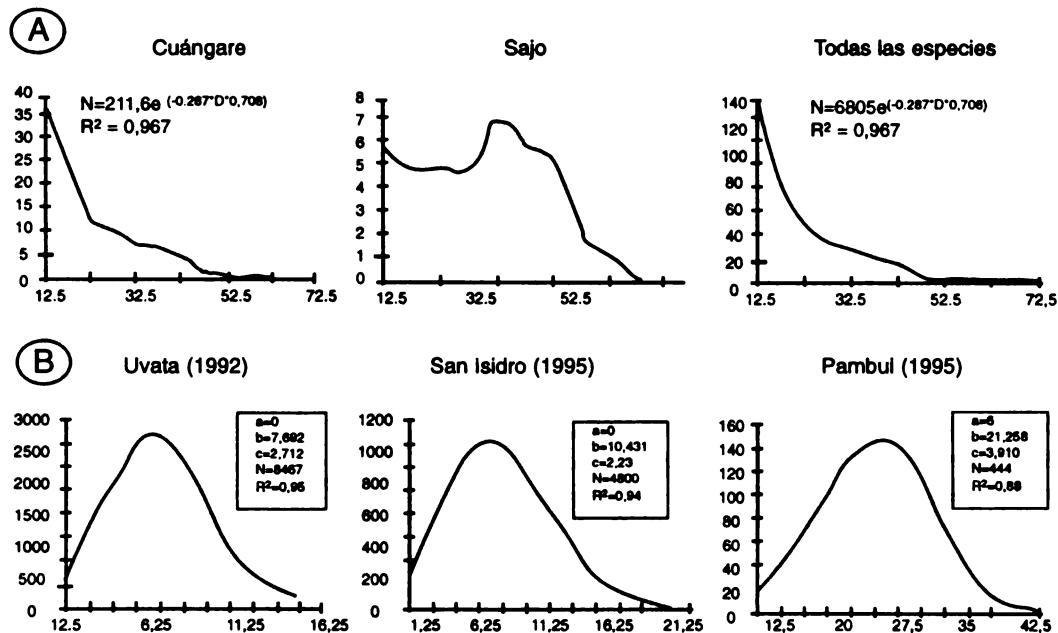 A
Cuángare
Sajo
Todas las especies
N=211,6e (-0.287*D*0,708)
R² = 0,967
N=6805e(-0.287*D*0,708)
R² = 0,967
40
35
30
25
20
15
10
5
0
12.5 32.5 52.5 72.5
8
7
6
5
4
3
2
1
0
12.5 32.5 52.5
140
120
100
80
60
40
20
0
12.5 32.5 52.5 72,5
B
Uvata (1992)
San Isidro (1995)
Pambul (1995)
3000
2500
2000
1500
1000
500
0
12.5 6,25 11,25 16,25
a=0
b=7,692
c=2,712
N=8467
R²=0,95
1200
1000
800
600
400
200
0
1,25 6,25 11,25 16,25 21,25
a=0
b=10,431
c=2,23
N=4800
R²=0,94
160
140
120
100
80
60
40
20
0
12,5 20 27,5 35 42,5
a=6
b=21,258
c=3,910
N=444
R²=0,88